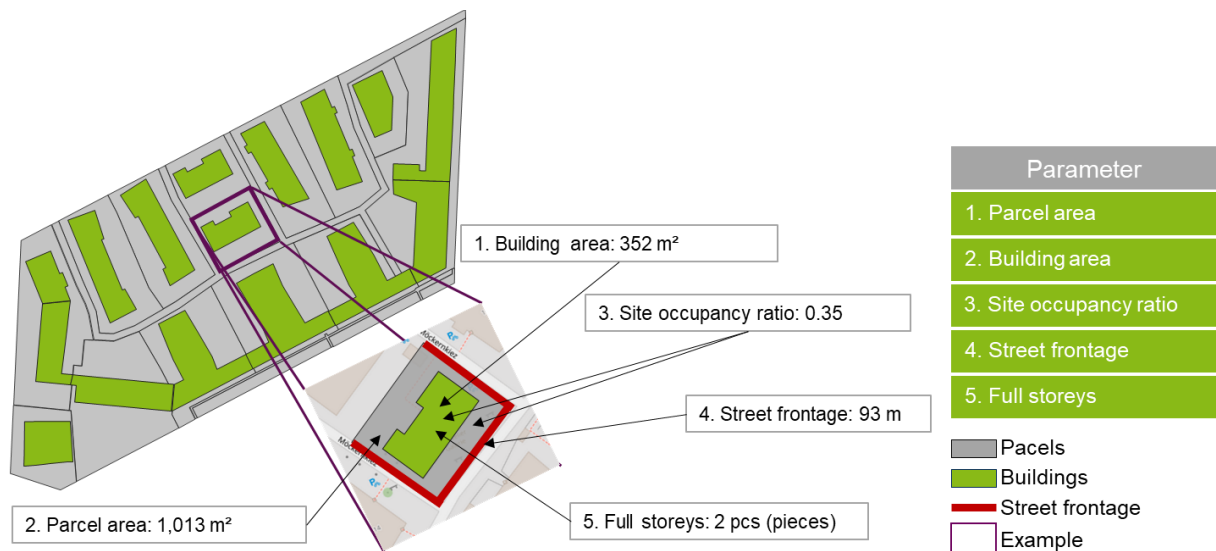 1. Building area: 352 m²
3. Site occupancy ratio: 0.35
4. Street frontage: 93 m
5. Full storeys: 2 pcs (pieces)
2. Parcel area: 1,013 m²
Möckernkiez
Möckernkiez
Parameter
1. Parcel area
2. Building area
3. Site occupancy ratio
4. Street frontage
5. Full storeys
Pacels
Buildings
Street frontage
Example